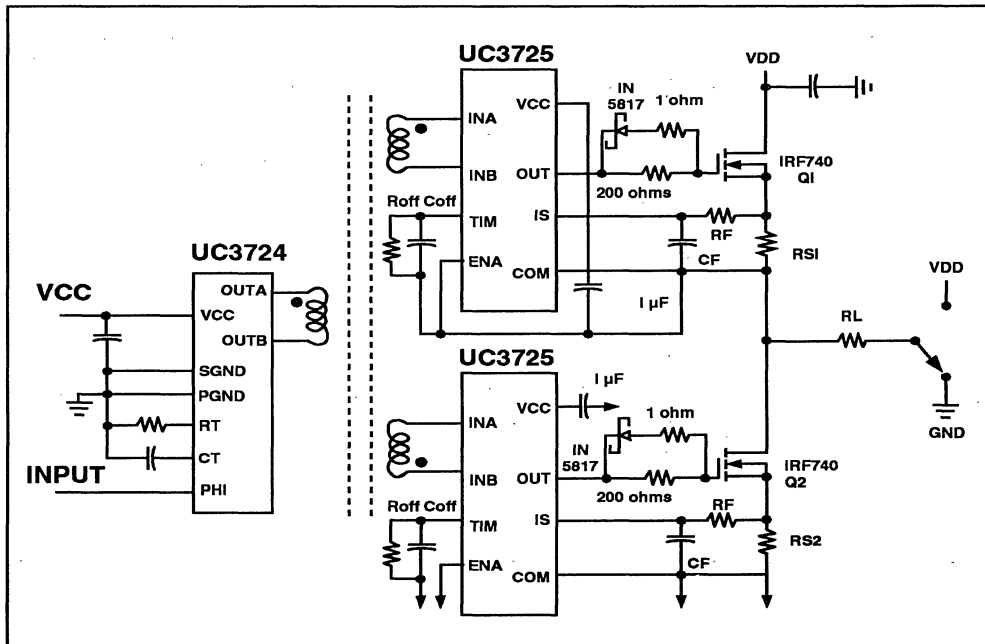 UC3725
VDD
VCC
IN
5817
1 ohm
INA
INB
OUT
200 ohms
IRF740
Q1
Roff Coff
TIM
IS
RF
ENA
COM
CF
RS1
1 µF
UC3724
VCC
OUTA
VCC
OUTB
SGND
PGND
RT
CT
INPUT
PHI
VDD
RL
GND
UC3725
1 µF
VCC
1 ohm
INA
IN
5817
INB
OUT
200 ohms
IRF740
Q2
Roff Coff
TIM
IS
RF
ENA
COM
CF
RS2